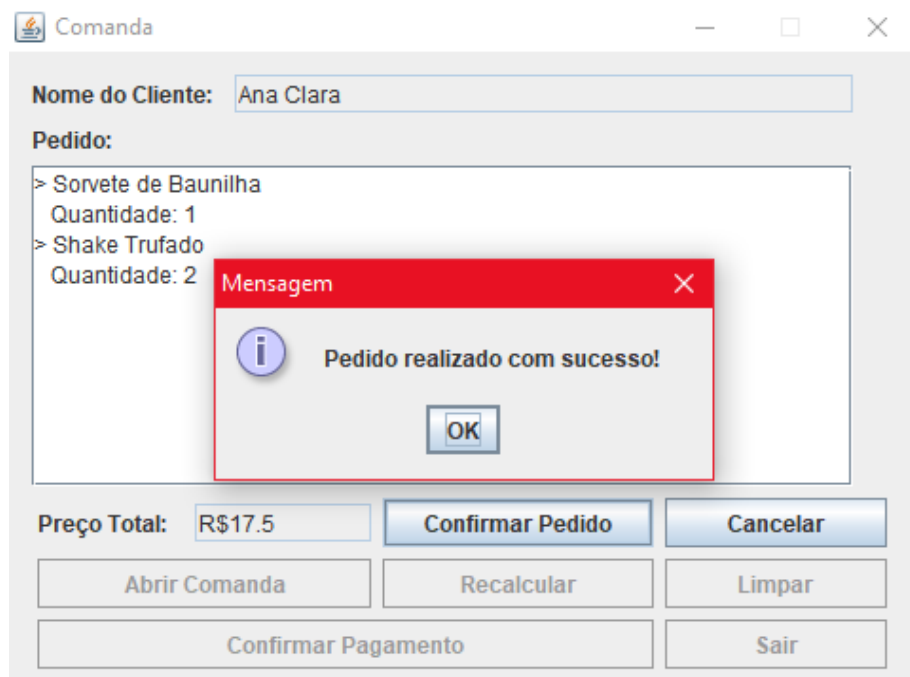 Comanda
Nome do Cliente: Ana Clara
Pedido:
> Sorvete de Baunilha
Quantidade: 1
> Shake Trufado
Quantidade: 2
Mensagem
i
Pedido realizado com sucesso!
OK
Preço Total: R$17.5 Confirmar Pedido Cancelar
Abrir Comanda Recalcular Limpar
Confirmar Pagamento Sair